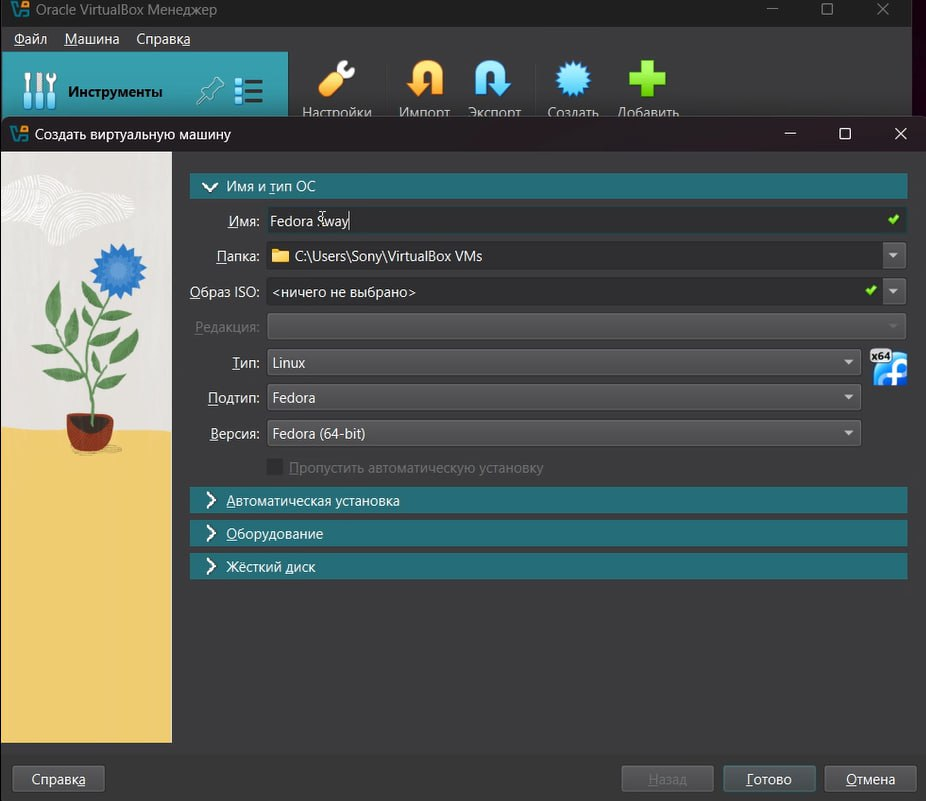 Oracle VirtualBox Менеджер
Файл Машина Справка
Инструменты
Настройки Импорт Экспорт Создать Добавить
Создать виртуальную машину
Имя и тип ОС
Имя: Fedora Sway
Папка: C:\Users\Sony\VirtualBox VMs
Образ ISO: <ничего не выбрано>
Редакция:
Тип: Linux
x64
Подтип: Fedora
Версия: Fedora (64-bit)
Пропустить автоматическую установку
Автоматическая установка
Оборудование
Жёсткий диск
Справка Назад Готово Отмена